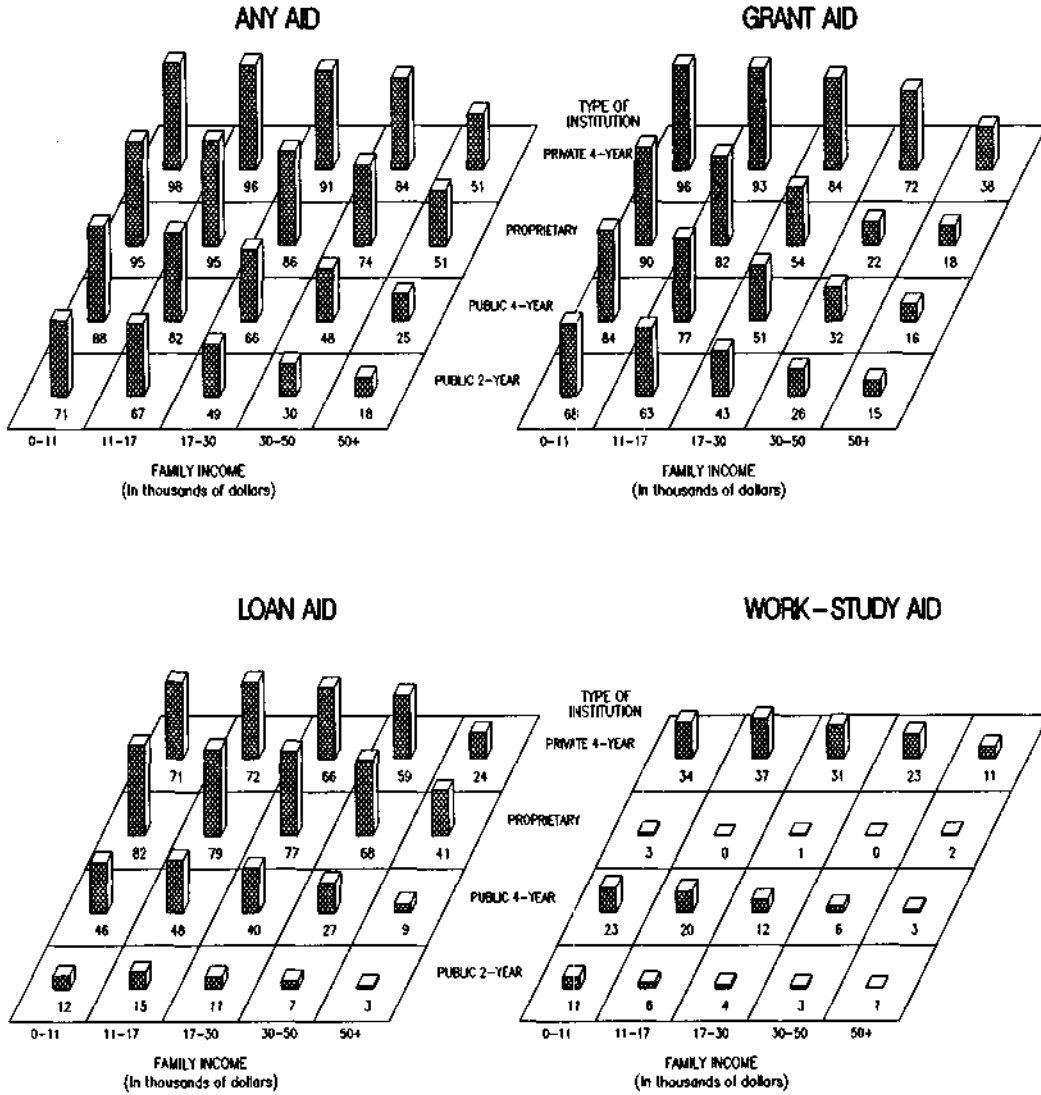 ANY AID
GRANT AID
TYPE OF
INSTITUTION
PRIVATE 4-YEAR
98 96 91 84 51
96 93 84 72 38
PROPRIETARY
95 95 86 74 51
90 82 54 22 18
PUBLIC 4-YEAR
88 82 66 48 25
84 77 51 32 16
PUBLIC 2-YEAR
71 67 49 30 18
68 63 43 26 15
0-11 11-17 17-30 30-50 50+
0-11 11-17 17-30 30-50 50+
FAMILY INCOME
(In thousands of dollars)
FAMILY INCOME
(In thousands of dollars)
LOAN AID
WORK-STUDY AID
TYPE OF
INSTITUTION
PRIVATE 4-YEAR
71 72 66 59 24
34 37 31 23 11
PROPRIETARY
82 79 77 68 41
3 0 1 0 2
PUBLIC 4-YEAR
46 48 40 27 9
23 20 12 6 3
PUBLIC 2-YEAR
12 15 11 7 3
11 6 4 3 1
0-11 11-17 17-30 30-50 50+
0-11 11-17 17-30 30-50 50+
FAMILY INCOME
(In thousands of dollars)
FAMILY INCOME
(In thousands of dollars)